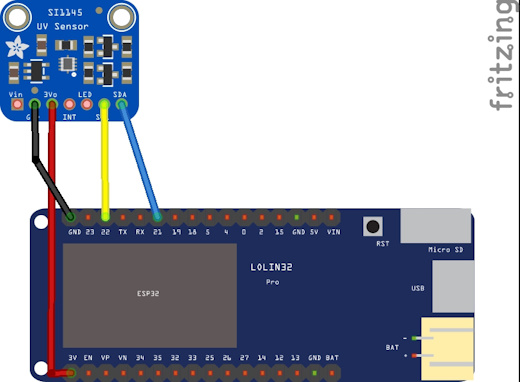 SI1145
UV Sensor
Vin 3Vo LED SDA
INT
fritzing
GND 23 22 TX RX 21 19 18 5 4 0 2 15 GND 5V VIN
RST
Micro SD
LOLIN32
Pro
ESP32
USB
BAT
-
+
3V EN VP VN 34 35 32 33 25 26 27 14 12 13 GND BAT